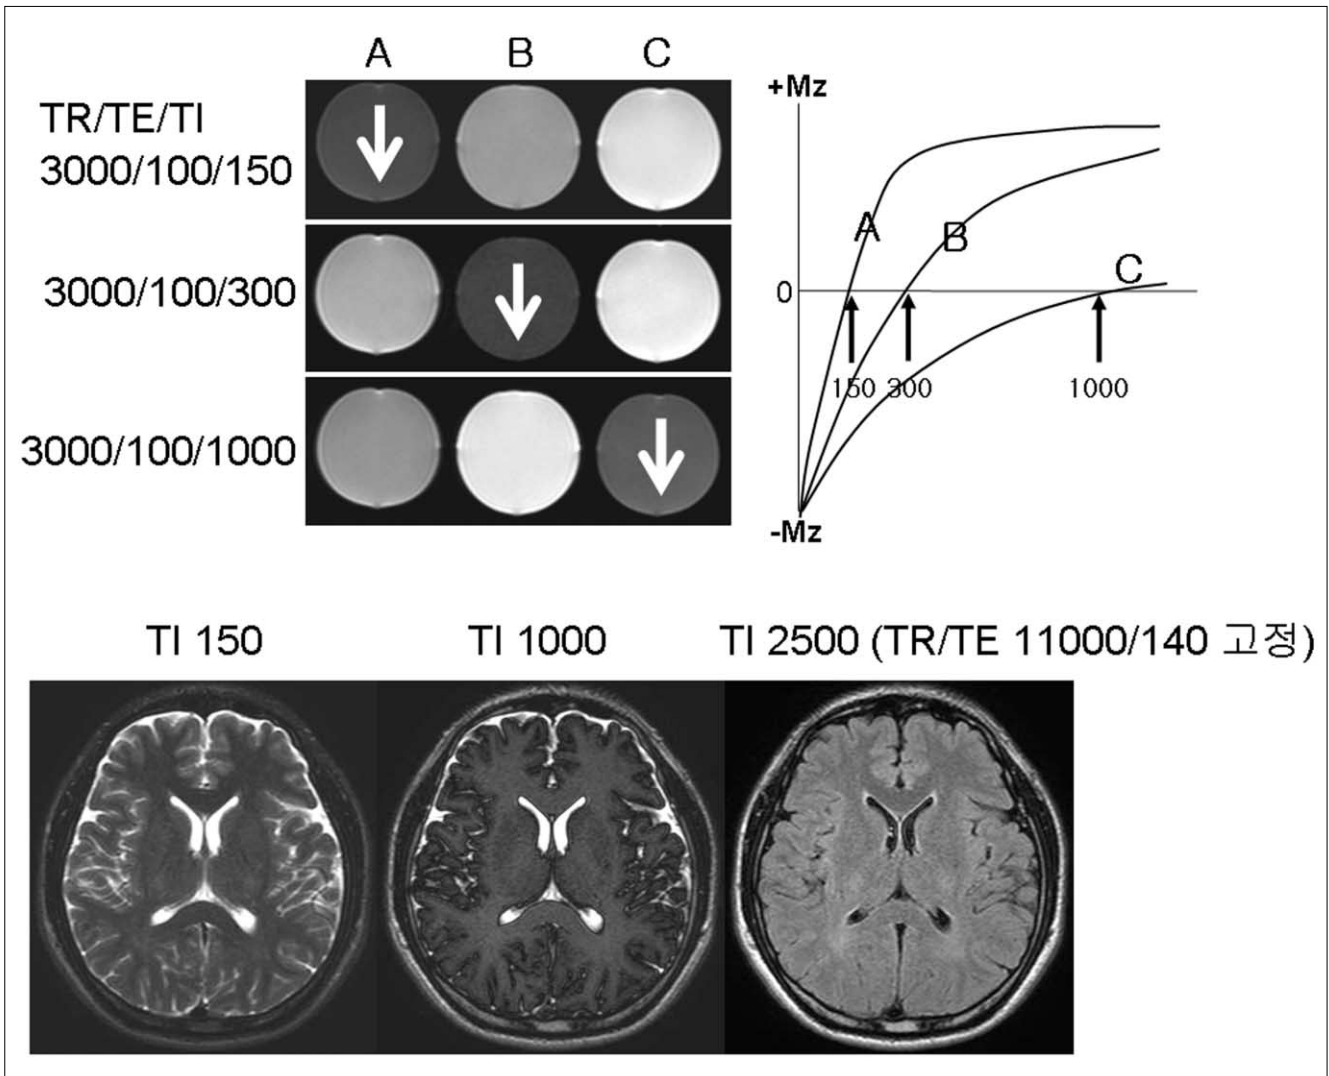 A B C
TR/TE/TI
3000/100/150
3000/100/300
3000/100/1000
+Mz
A
B
C
0
150 300 1000
-Mz
TI 150 TI 1000 TI 2500 (TR/TE 11000/140 고정)